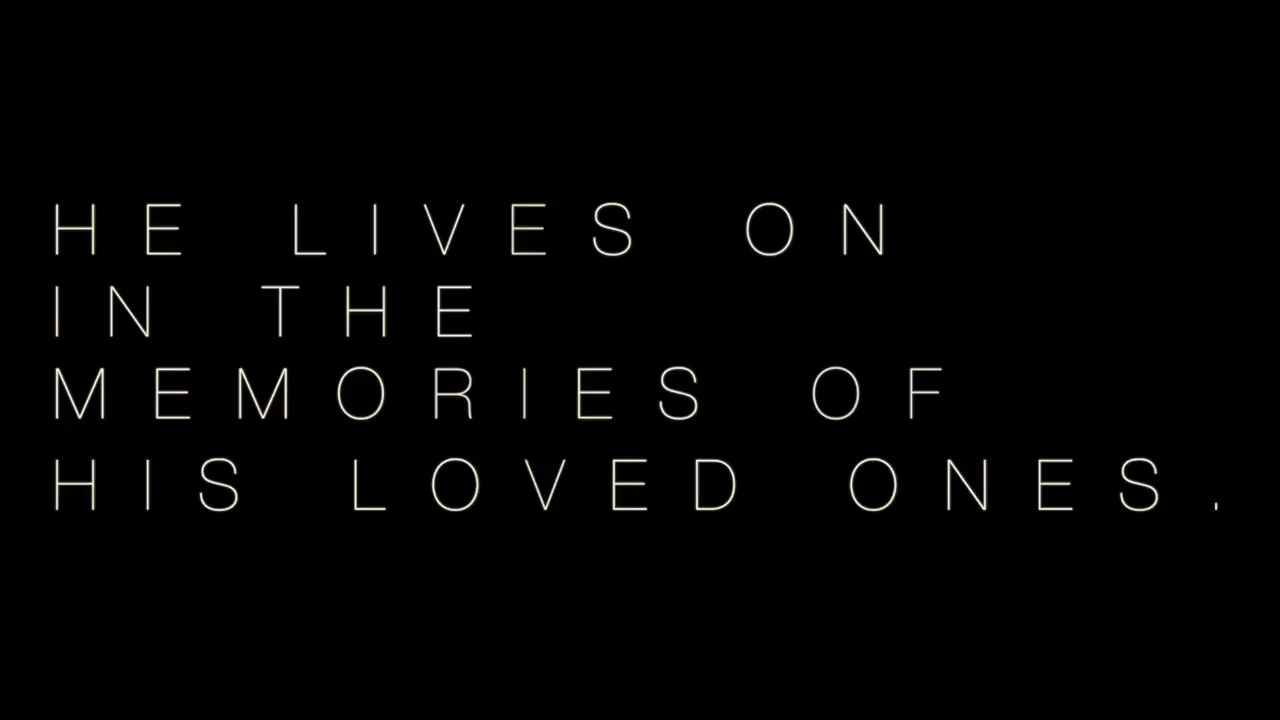 HE LIVES ON
IN THE
MEMORIES OF
HIS LOVED ONES.